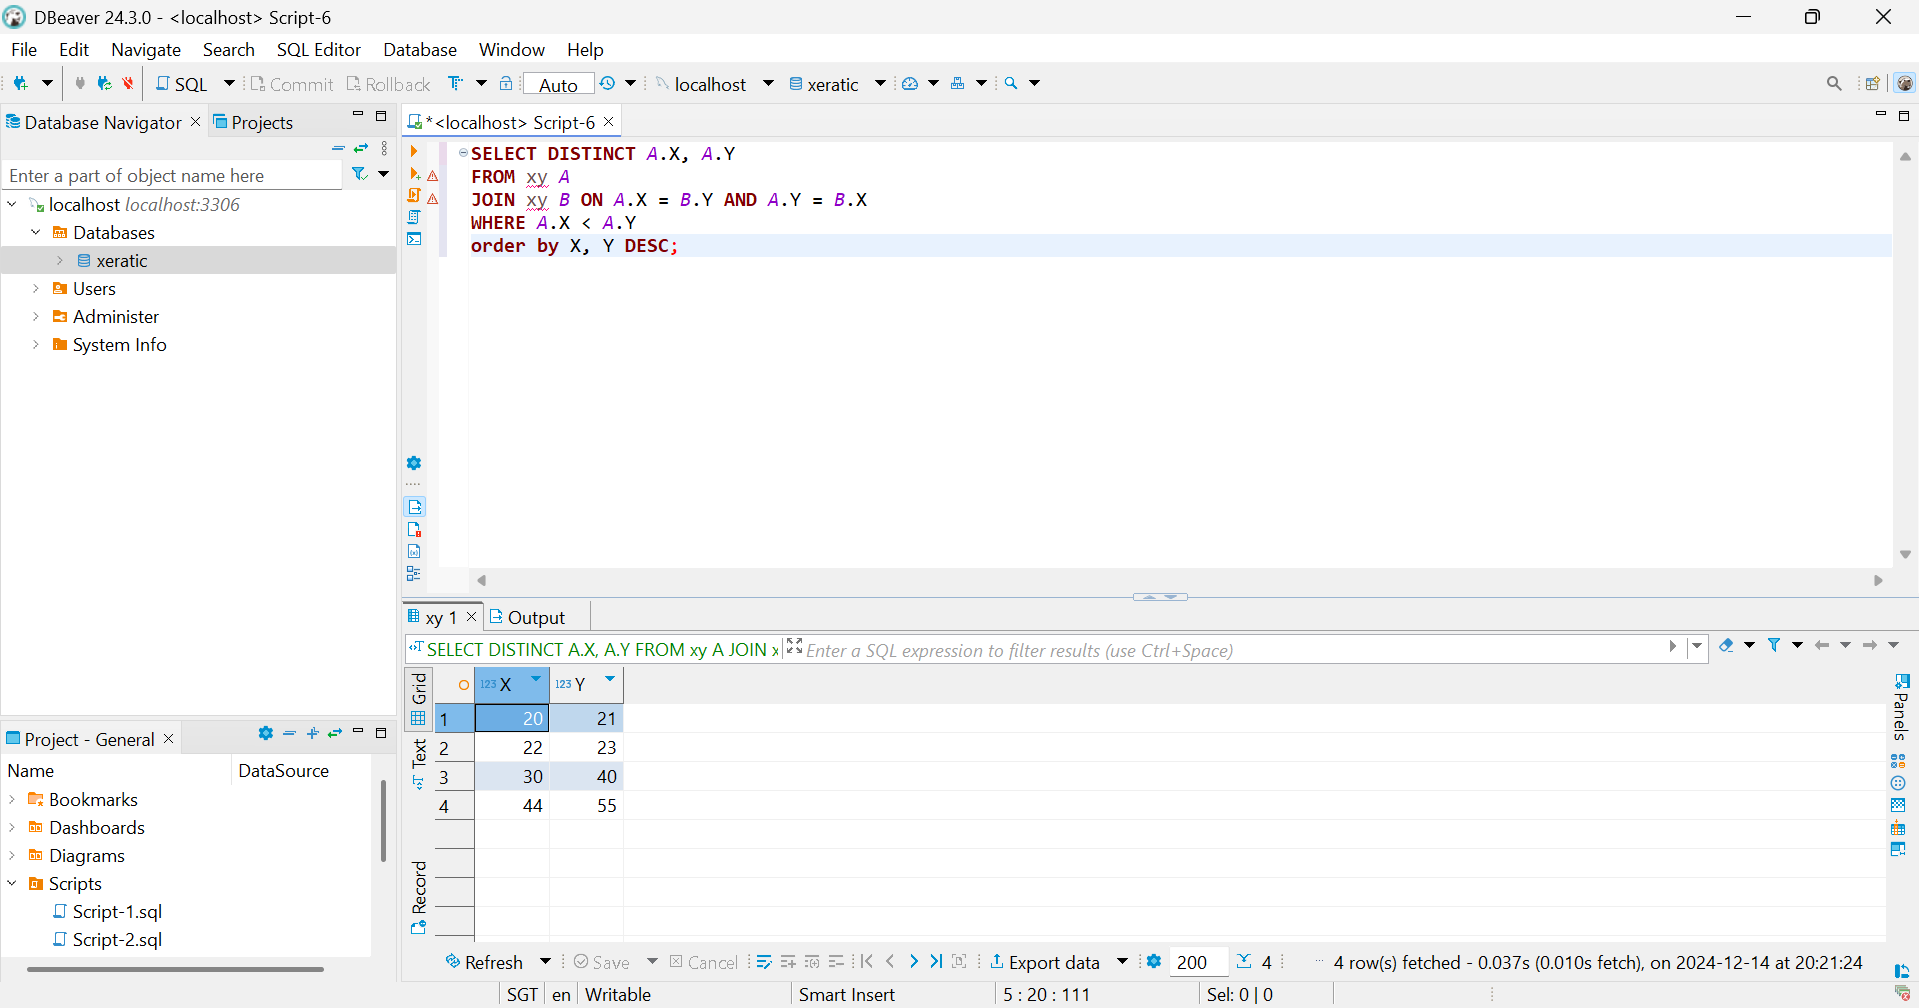 DBeaver 24.3.0 - <localhost> Script-6
File Edit Navigate Search SQL Editor Database Window Help
SQL Commit Rollback Auto localhost xeratic
Database Navigator Projects
Enter a part of object name here
localhost localhost:3306
Databases
xeratic
Users
Administer
System Info
*<localhost> Script-6
SELECT DISTINCT A.X, A.Y
FROM xy A
JOIN xy B ON A.X = B.Y AND A.Y = B.X
WHERE A.X < A.Y
order by X, Y DESC;
Project - General
Name DataSource
Bookmarks
Dashboards
Diagrams
Scripts
Script-1.sql
Script-2.sql
xy 1 Output
SELECT DISTINCT A.X, A.Y FROM xy A JOIN x Enter a SQL expression to filter results (use Ctrl+Space)
Grid
Text
Record
123 X 123 Y
1 20 21
2 22 23
3 30 40
4 44 55
Panels
Refresh Save Cancel Export data 200 4 4 row(s) fetched - 0.037s (0.010s fetch), on 2024-12-14 at 20:21:24
SGT en Writable Smart Insert 5 : 20 : 111 Sel: 0 | 0